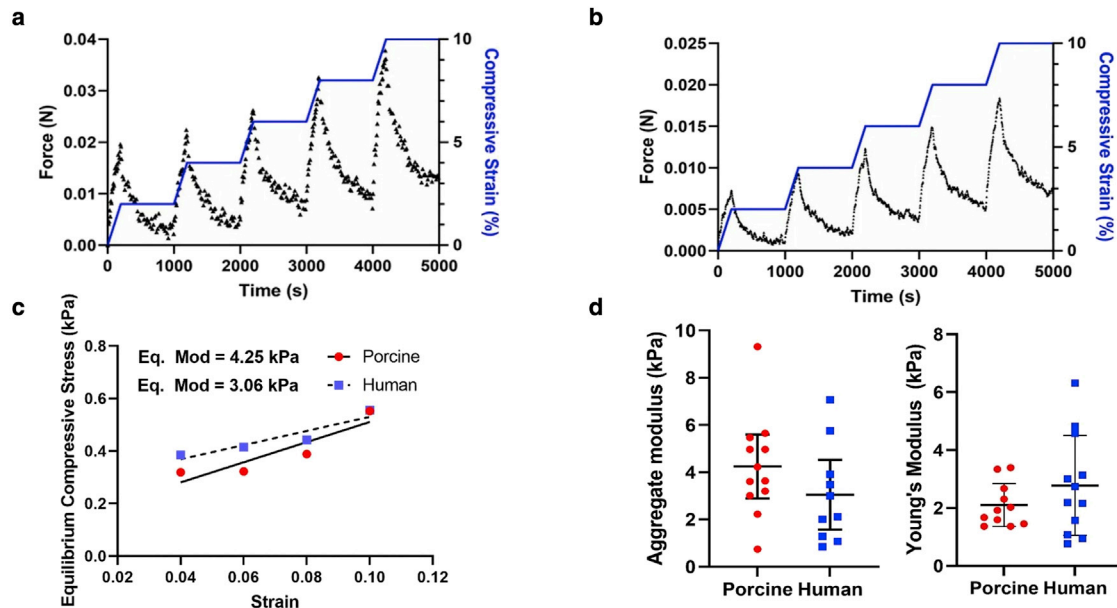 a
0.04
0.03
0.02
0.01
0.00
Force (N)
10
5
0
Compressive Strain (%)
0 1000 2000 3000 4000 5000
Time (s)
b
0.025
0.020
0.015
0.010
0.005
0.000
Force (N)
10
5
0
Compressive Strain (%)
0 1000 2000 3000 4000 5000
Time (s)
c
Equilibrium Compressive Stress (kPa)
0.8
0.6
0.4
0.2
0.0
Eq. Mod = 4.25 kPa
Porcine
Eq. Mod = 3.06 kPa
Human
0.02 0.04 0.06 0.08 0.10 0.12
Strain
d
Aggregate modulus (kPa)
10
8
6
4
2
0
Porcine Human
Young's Modulus (kPa)
8
6
4
2
0
Porcine Human